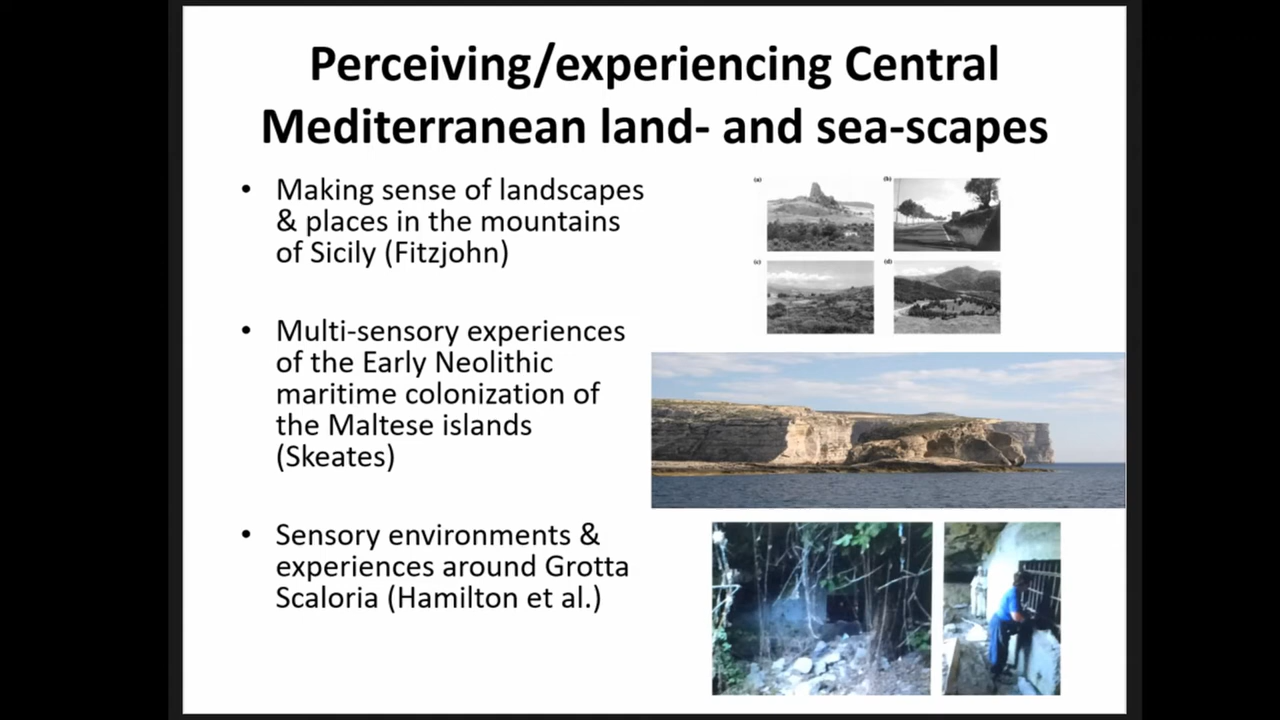 Perceiving/experiencing Central
Mediterranean land- and sea-scapes
• Making sense of landscapes
& places in the mountains
of Sicily (Fitzjohn)
• Multi-sensory experiences
of the Early Neolithic
maritime colonization of
the Maltese islands
(Skeates)
• Sensory environments &
experiences around Grotta
Scaloria (Hamilton et al.)
(a)
(b)
(c)
(d)